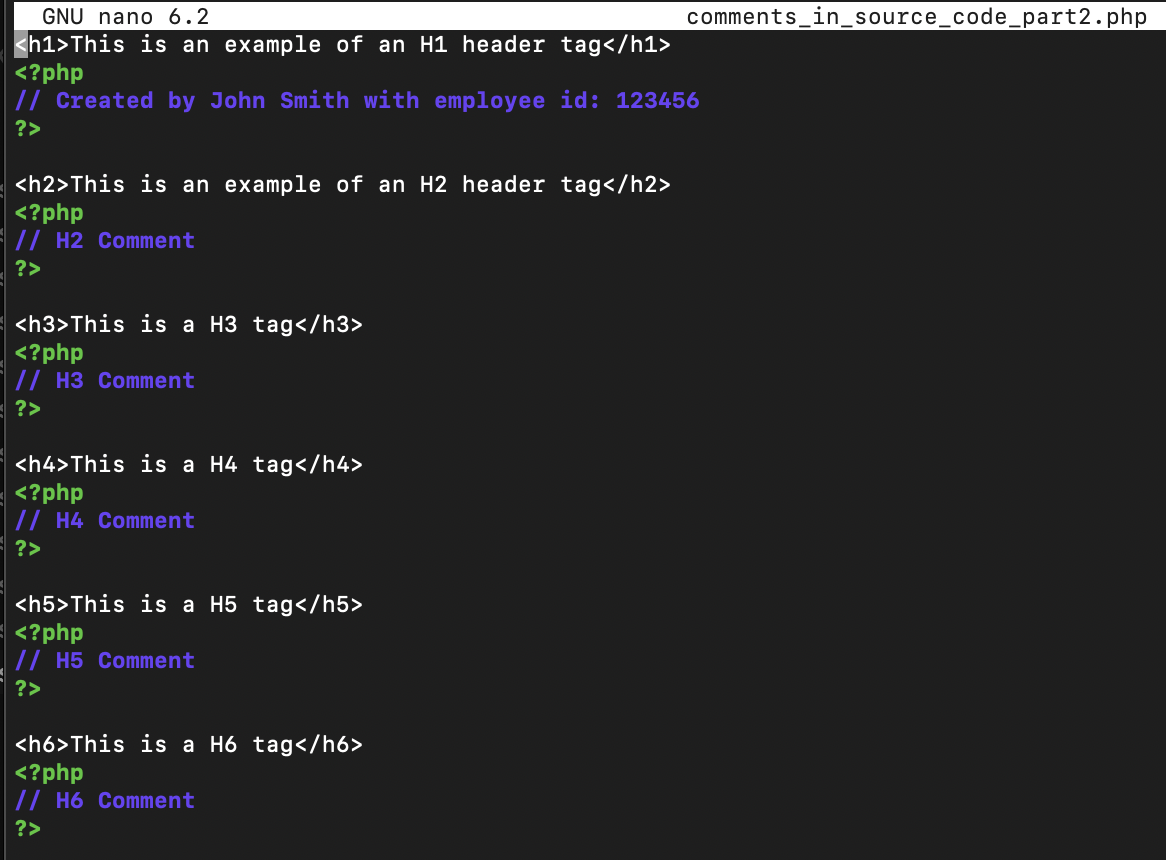 GNU nano 6.2 comments_in_source_code_part2.php
<h1>This is an example of an H1 header tag</h1>
<?php
// Created by John Smith with employee id: 123456
?>
<h2>This is an example of an H2 header tag</h2>
<?php
// H2 Comment
?>
<h3>This is a H3 tag</h3>
<?php
// H3 Comment
?>
<h4>This is a H4 tag</h4>
<?php
// H4 Comment
?>
<h5>This is a H5 tag</h5>
<?php
// H5 Comment
?>
<h6>This is a H6 tag</h6>
<?php
// H6 Comment
?>